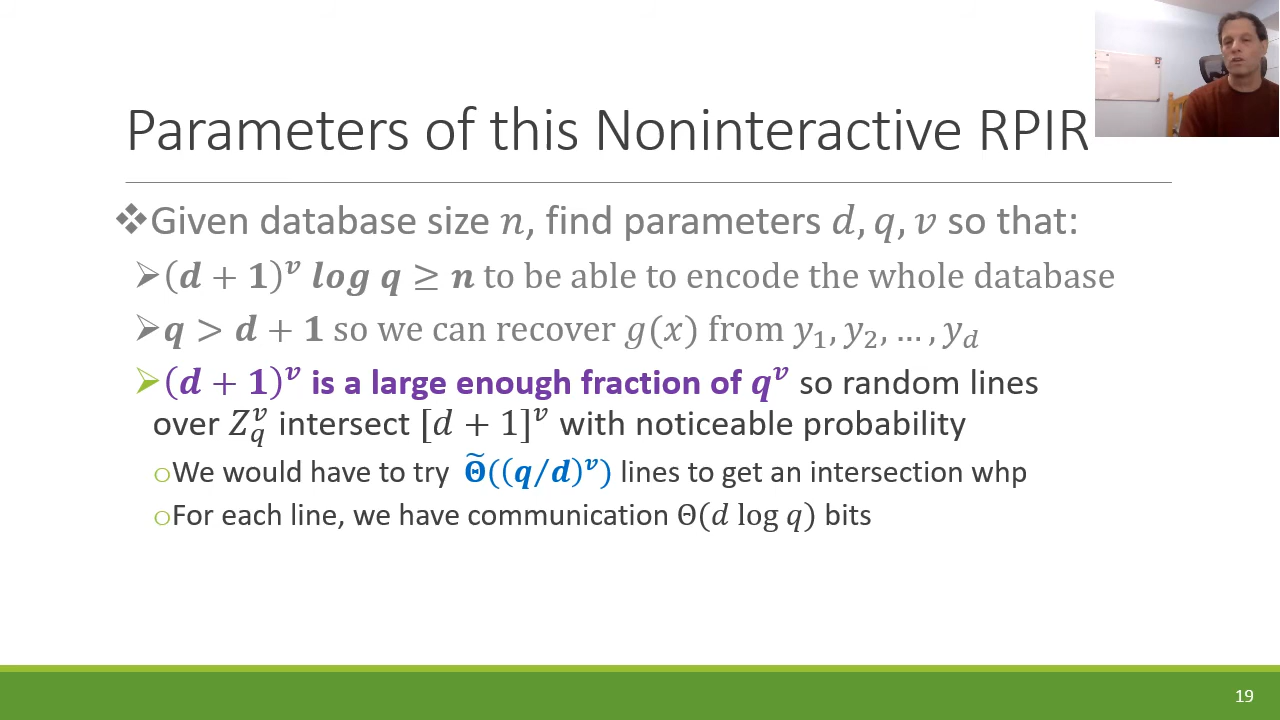 Parameters of this Noninteractive RPIR
❖Given database size 𝑛, find parameters 𝑑, 𝑞, 𝑣 so that:
➢(𝒅 + 𝟏)^𝒗 𝒍𝒐𝒈 𝒒 ≥ 𝒏 to be able to encode the whole database
➢𝒒 > 𝒅 + 𝟏 so we can recover 𝑔(𝑥) from 𝑦₁, 𝑦₂, … , 𝑦_𝑑
➢(𝒅 + 𝟏)^𝒗 is a large enough fraction of 𝒒^𝒗 so random lines
over 𝑍_𝑞^𝑣 intersect [𝑑 + 1]^𝑣 with noticeable probability
○We would have to try Θ̃((𝒒/𝒅)^𝒗) lines to get an intersection whp
○For each line, we have communication Θ(𝑑 log 𝑞) bits
19